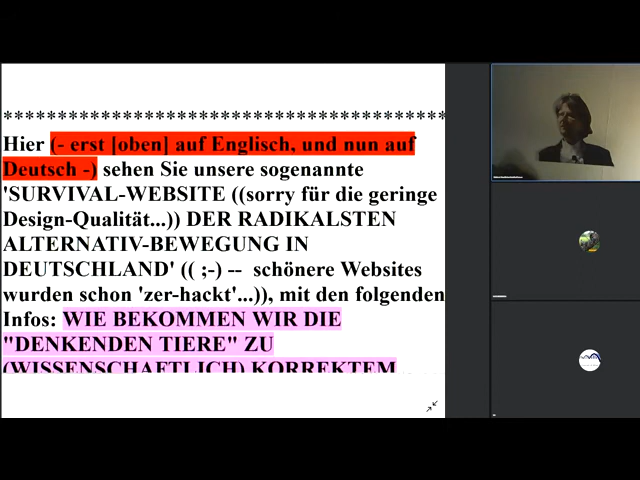 *****************************************
Hier (- erst [oben] auf Englisch, und nun auf
Deutsch -) sehen Sie unsere sogenannte
'SURVIVAL-WEBSITE ((sorry für die geringe
Design-Qualität...)) DER RADIKALSTEN
ALTERNATIV-BEWEGUNG IN
DEUTSCHLAND' (( ;-) -- schönere Websites
wurden schon 'zer-hackt'...)), mit den folgenden
Infos: WIE BEKOMMEN WIR DIE
"DENKENDEN TIERE" ZU
(WISSENSCHAFTLICH) KORREKTEM